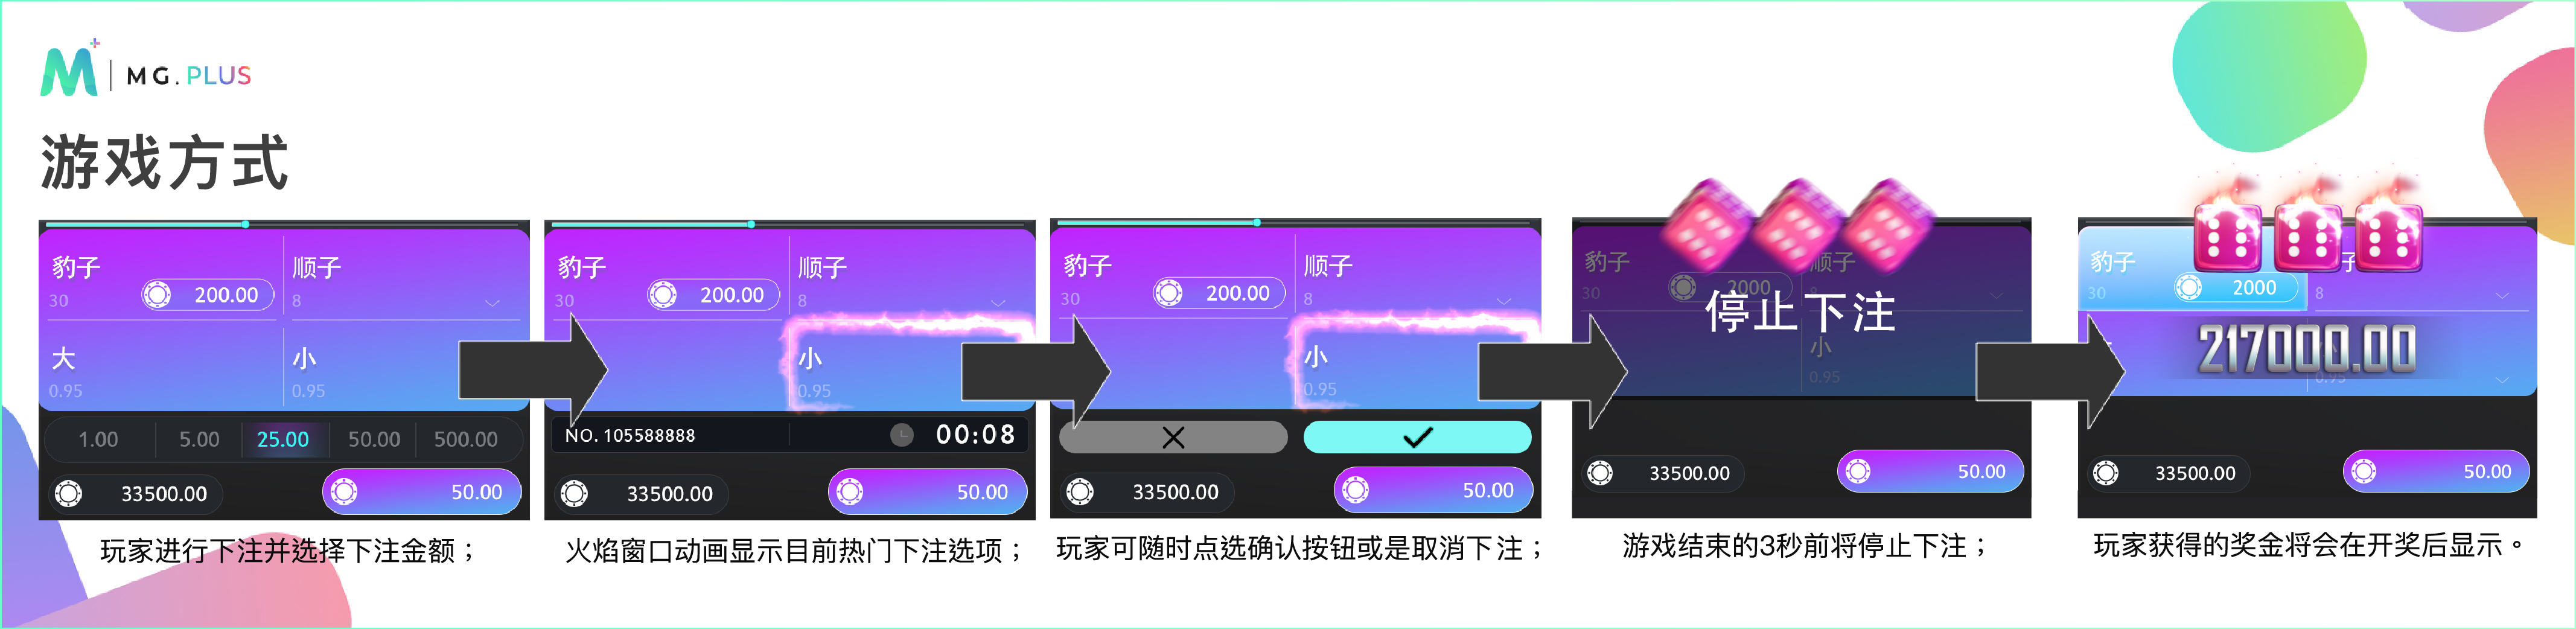 M+ | MG.PLUS
游戏方式
豹子
30
200.00
顺子
8
大
0.95
小
0.95
1.00 5.00 25.00 50.00 500.00
33500.00 50.00
玩家进行下注并选择下注金额；
豹子
30
200.00
顺子
8
小
0.95
NO. 105588888 00:08
33500.00 50.00
火焰窗口动画显示目前热门下注选项；
豹子
30
200.00
顺子
8
小
0.95
33500.00 50.00
玩家可随时点选确认按钮或是取消下注；
豹子
30
2000
顺子
停止下注
小
0.95
33500.00 50.00
游戏结束的3秒前将停止下注；
豹子
30
2000
子
8
217000.00
0.95
33500.00 50.00
玩家获得的奖金将会在开奖后显示。